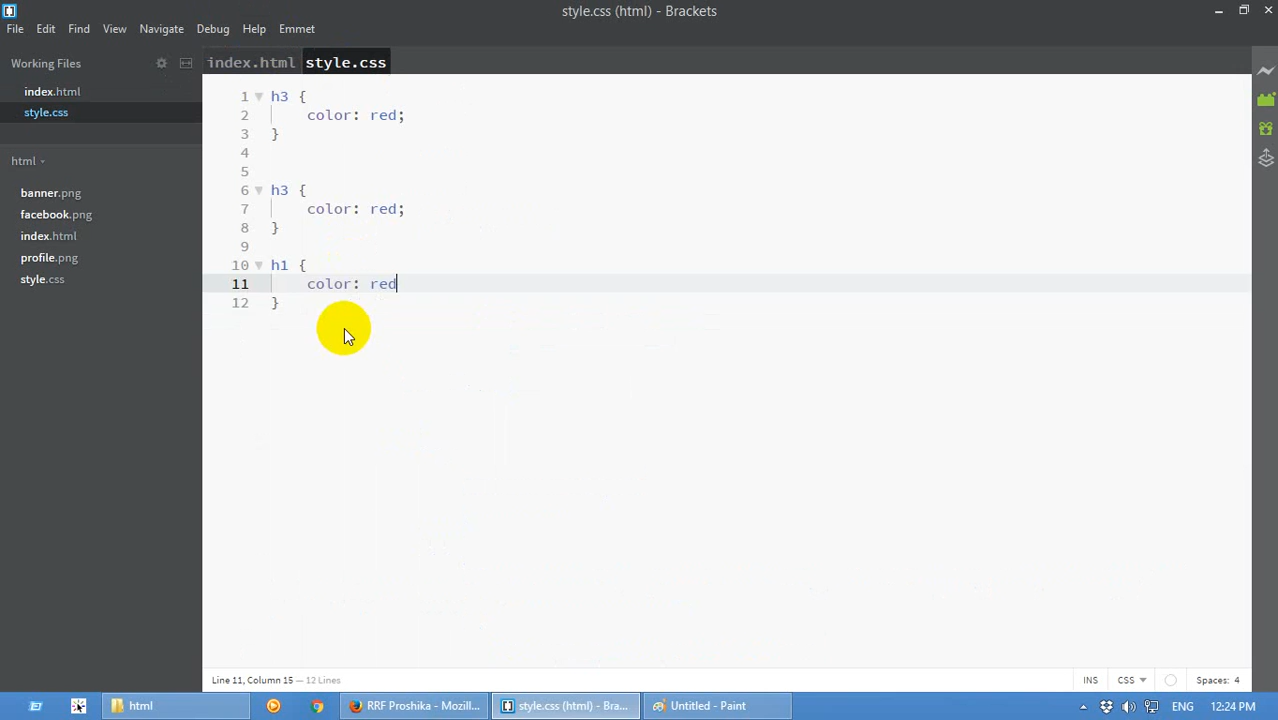 style.css (html) - Brackets
File Edit Find View Navigate Debug Help Emmet
Working Files
index.html
style.css
html
banner.png
facebook.png
index.html
profile.png
style.css
index.html style.css
1 h3 {
2 color: red;
3 }
4
5
6 h3 {
7 color: red;
8 }
9
10 h1 {
11 color: red
12 }
Line 11, Column 15 — 12 Lines
INS CSS Spaces: 4
html RRF Proshika - Mozill... style.css (html) - Bra... Untitled - Paint ENG 12:24 PM